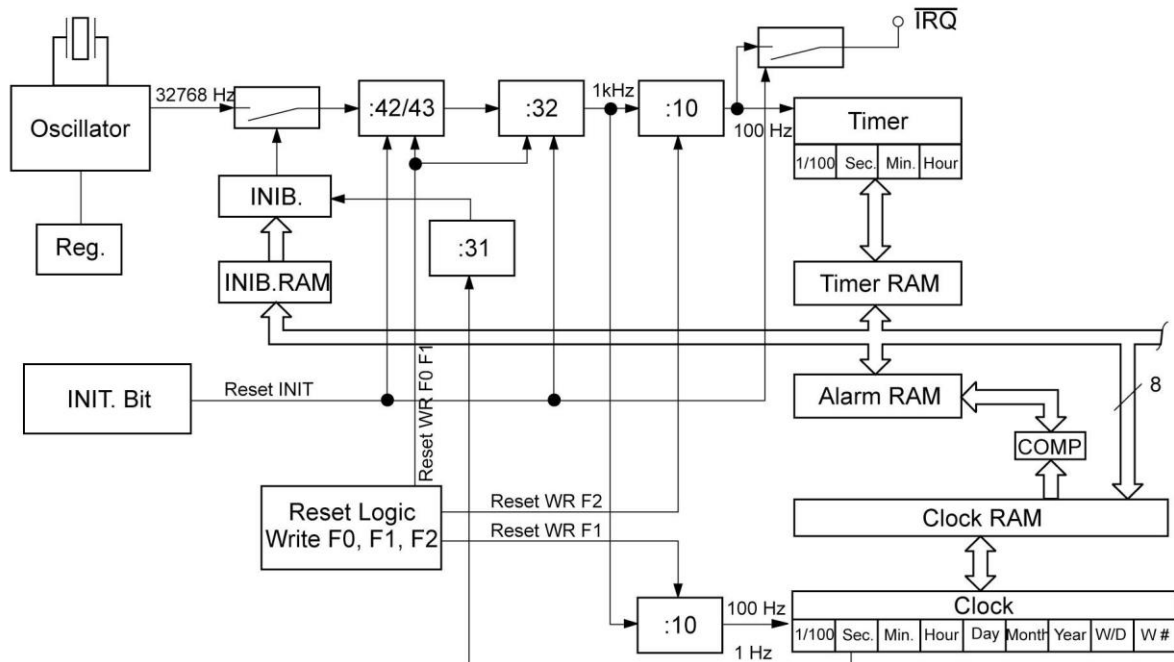 IRQ
32768 Hz
1kHz
Oscillator
:42/43
:32
:10
100 Hz
Timer
1/100 Sec. Min. Hour
INIB.
:31
Reg.
INIB.RAM
Timer RAM
Reset WR F0 F1
8
INIT. Bit
Reset INIT
Alarm RAM
COMP
Reset Logic
Write F0, F1, F2
Reset WR F2
Reset WR F1
Clock RAM
:10
100 Hz
1 Hz
Clock
1/100 Sec. Min. Hour Day Month Year W/D W #